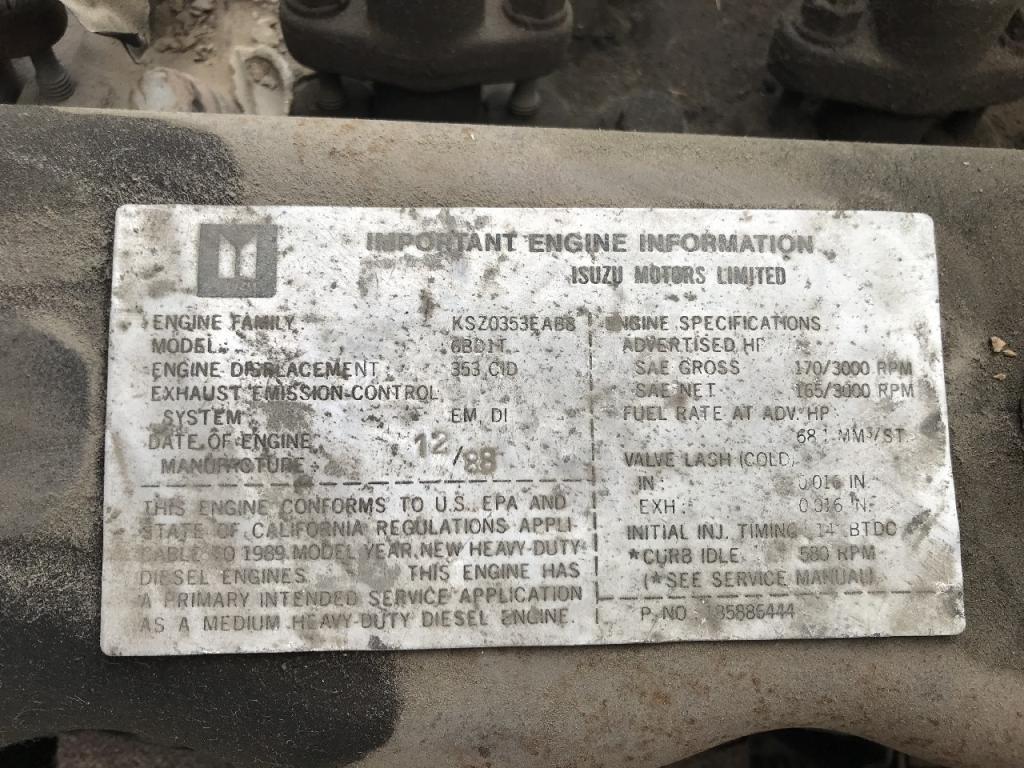 IMPORTANT ENGINE INFORMATION
ISUZU MOTORS LIMITED
ENGINE FAMILY KSZ0353EAB8
MODEL 6BD1T
ENGINE DISPLACEMENT 353 CID
EXHAUST EMISSION-CONTROL
SYSTEM EM, DI
DATE OF ENGINE
MANUFACTURE 12/88
THIS ENGINE CONFORMS TO U.S. EPA AND
STATE OF CALIFORNIA REGULATIONS APPLI
CABLE TO 1989 MODEL YEAR NEW HEAVY-DUTY
DIESEL ENGINES THIS ENGINE HAS
A PRIMARY INTENDED SERVICE APPLICATION
AS A MEDIUM HEAVY-DUTY DIESEL ENGINE.
ENGINE SPECIFICATIONS
ADVERTISED HP
SAE GROSS 170/3000 RPM
SAE NET 165/3000 RPM
FUEL RATE AT ADV. HP
MM³/ST
VALVE LASH (COLD)
IN: 0.016 IN.
EXH: 0.016 IN.
INITIAL INJ. TIMING BTDC
*CURB IDLE 580 RPM
(*SEE SERVICE MANUAL)
P. NO